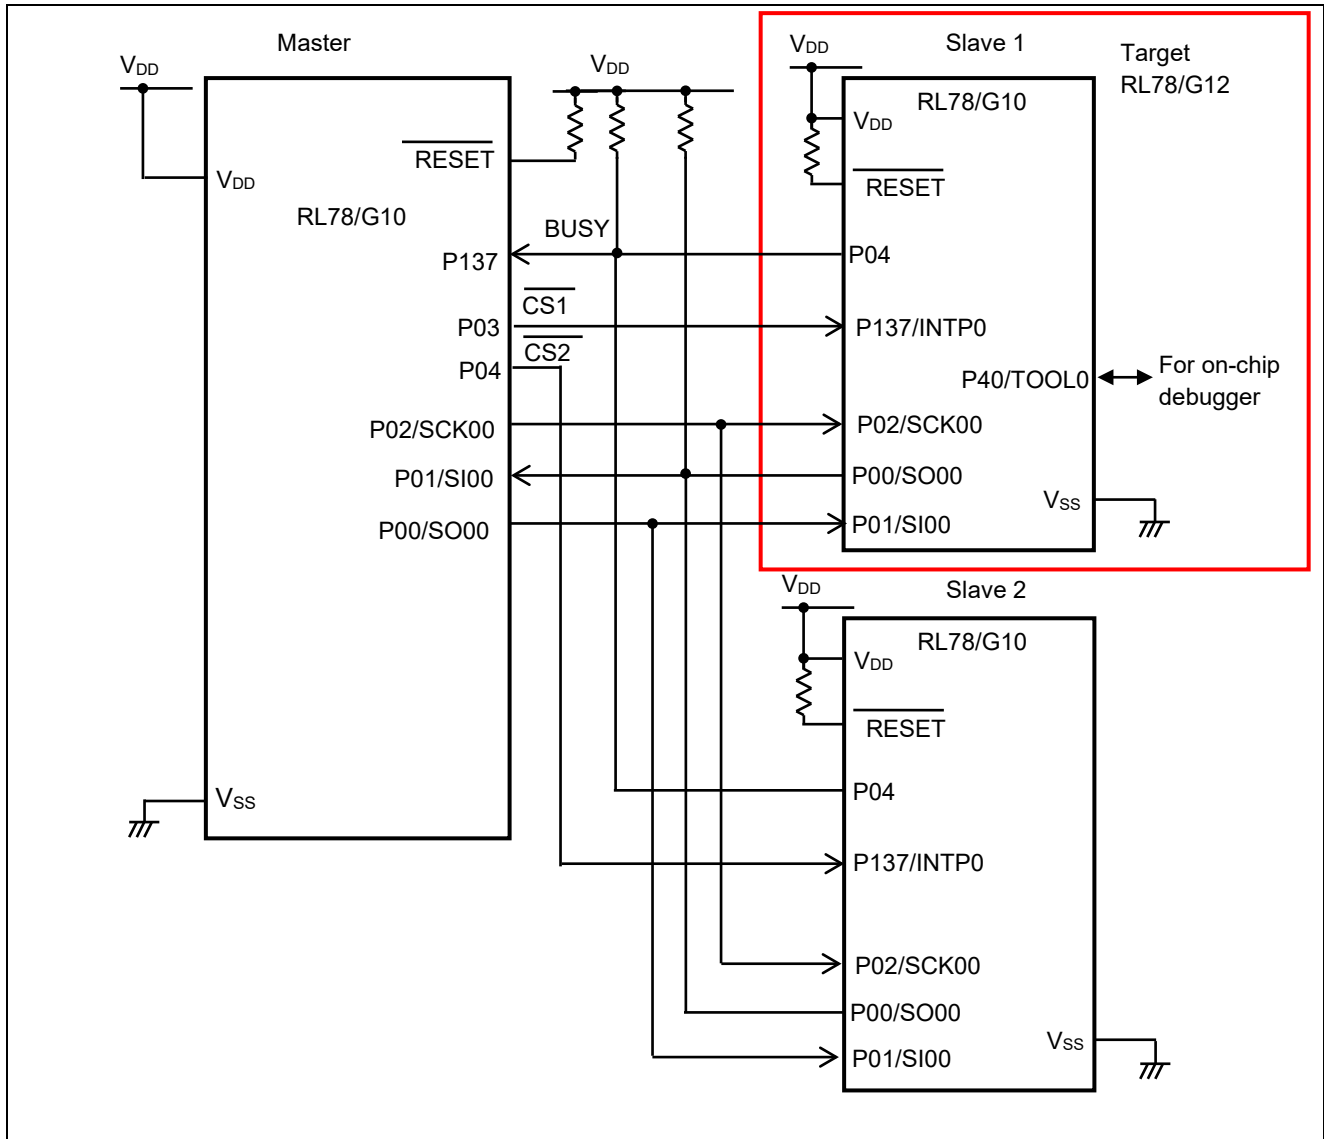 Master
VDD
VDD
RESET
RL78/G10
P137
P03
P04
P02/SCK00
P01/SI00
P00/SO00
VSS
VDD
BUSY
CS1
CS2
Slave 1
Target
RL78/G12
VDD
RL78/G10
VDD
RESET
P04
P137/INTP0
P40/TOOL0
For on-chip
debugger
P02/SCK00
P00/SO00
VSS
P01/SI00
Slave 2
VDD
RL78/G10
VDD
RESET
P04
P137/INTP0
P02/SCK00
P00/SO00
VSS
P01/SI00